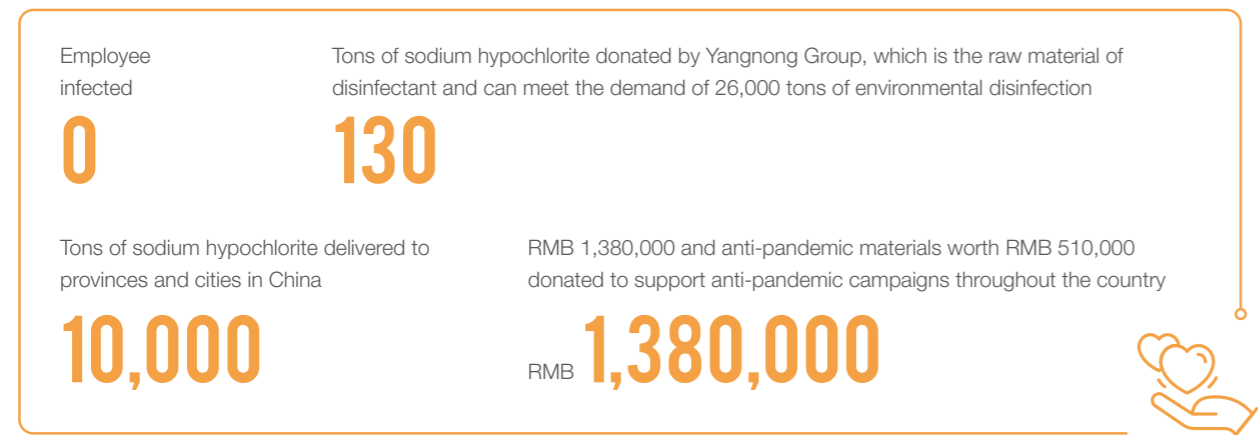 Employee
infected
0
Tons of sodium hypochlorite donated by Yangnong Group, which is the raw material of
disinfectant and can meet the demand of 26,000 tons of environmental disinfection
130
Tons of sodium hypochlorite delivered to
provinces and cities in China
10,000
RMB 1,380,000 and anti-pandemic materials worth RMB 510,000
donated to support anti-pandemic campaigns throughout the country
RMB 1,380,000